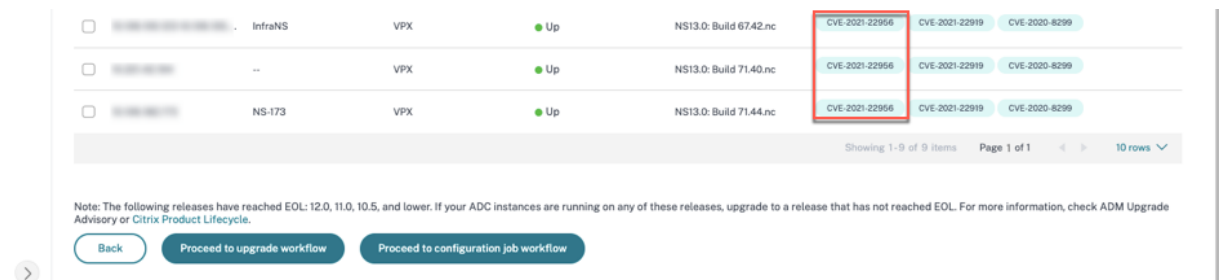 InfraNS VPX Up NS13.0: Build 67.42.nc CVE-2021-22956 CVE-2021-22919 CVE-2020-8299
-- VPX Up NS13.0: Build 71.40.nc CVE-2021-22956 CVE-2021-22919 CVE-2020-8299
NS-173 VPX Up NS13.0: Build 71.44.nc CVE-2021-22956 CVE-2021-22919 CVE-2020-8299
Showing 1-9 of 9 items Page 1 of 1 10 rows
Note: The following releases have reached EOL: 12.0, 11.0, 10.5, and lower. If your ADC instances are running on any of these releases, upgrade to a release that has not reached EOL. For more information, check ADM Upgrade
Advisory or Citrix Product Lifecycle.
Back Proceed to upgrade workflow Proceed to configuration job workflow